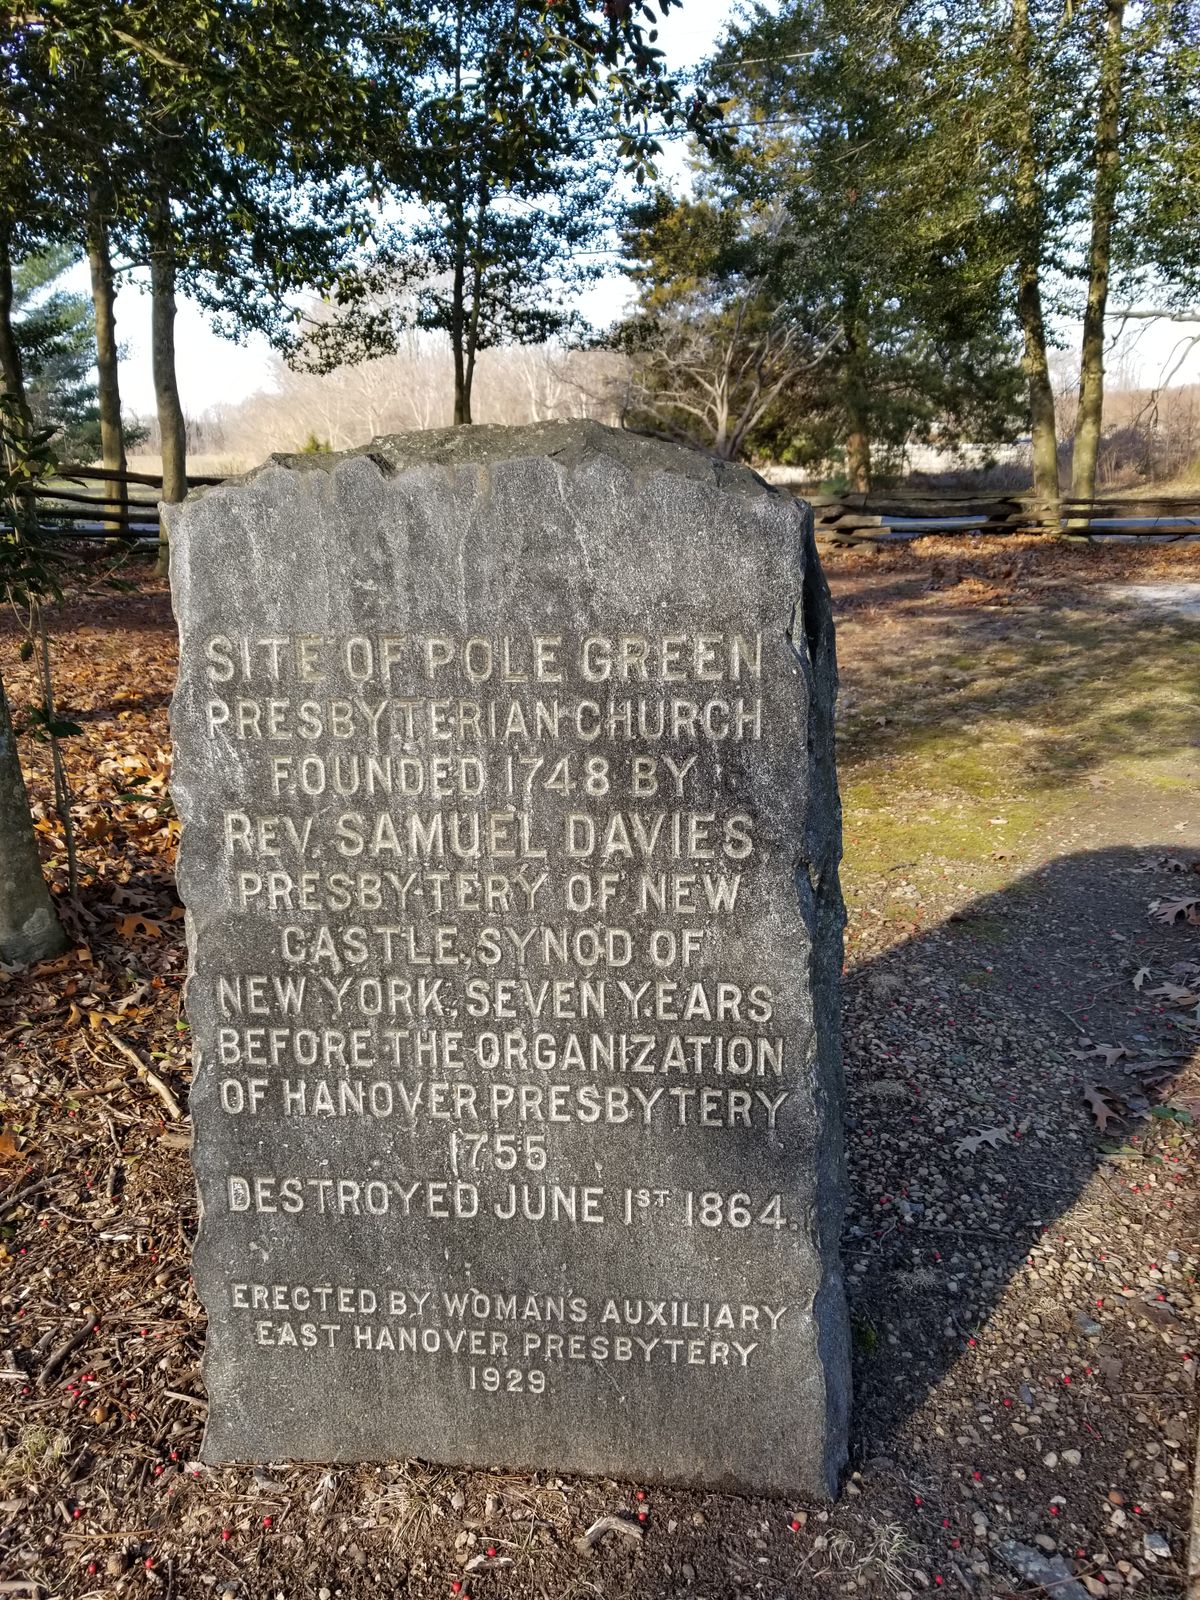 SITE OF POLE GREEN
PRESBYTERIAN CHURCH
FOUNDED 1748 BY
REV. SAMUEL DAVIES
PRESBYTERY OF NEW
CASTLE, SYNOD OF
NEW YORK. SEVEN YEARS
BEFORE THE ORGANIZATION
OF HANOVER PRESBYTERY
1755
DESTROYED JUNE 1ST 1864.
ERECTED BY WOMANS AUXILIARY
EAST HANOVER PRESBYTERY
1929